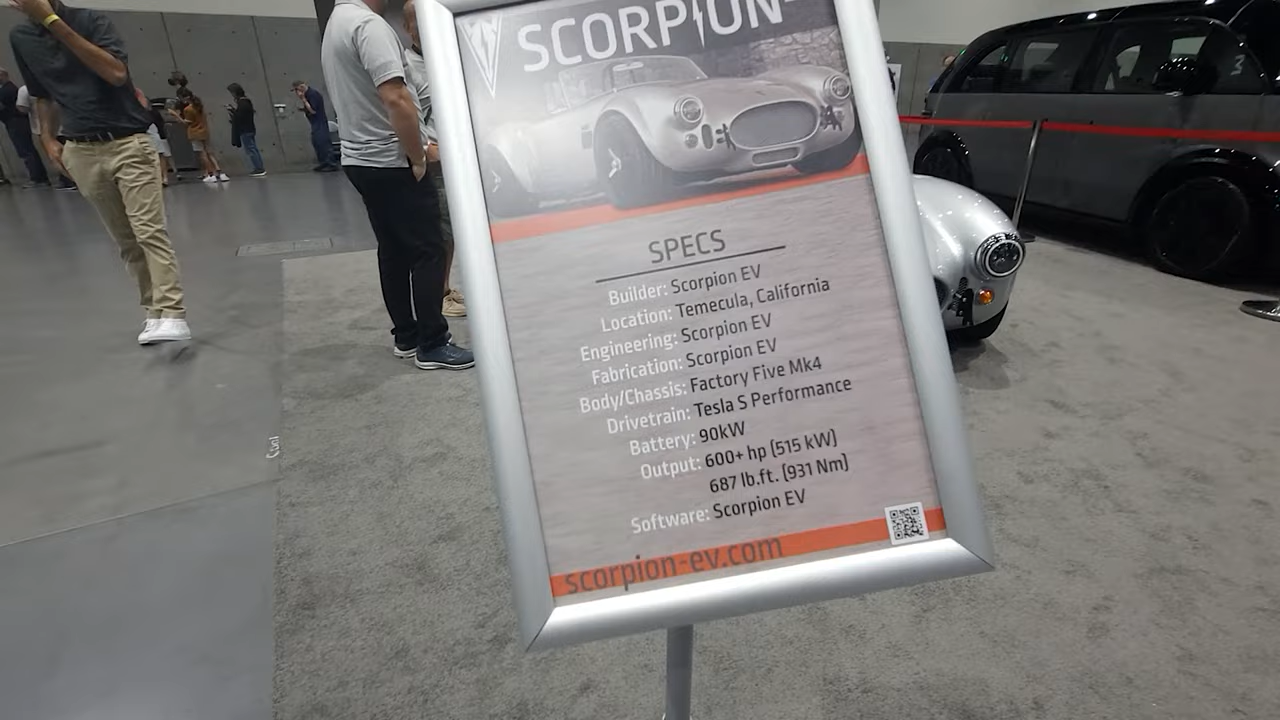 SCORPION
SPECS
Builder: Scorpion EV
Location: Temecula, California
Engineering: Scorpion EV
Fabrication: Scorpion EV
Body/Chassis: Factory Five Mk4
Drivetrain: Tesla S Performance
Battery: 90kW
Output: 600+ hp (515 kW)
687 lb.ft. (931 Nm)
Software: Scorpion EV
scorpion-ev.com